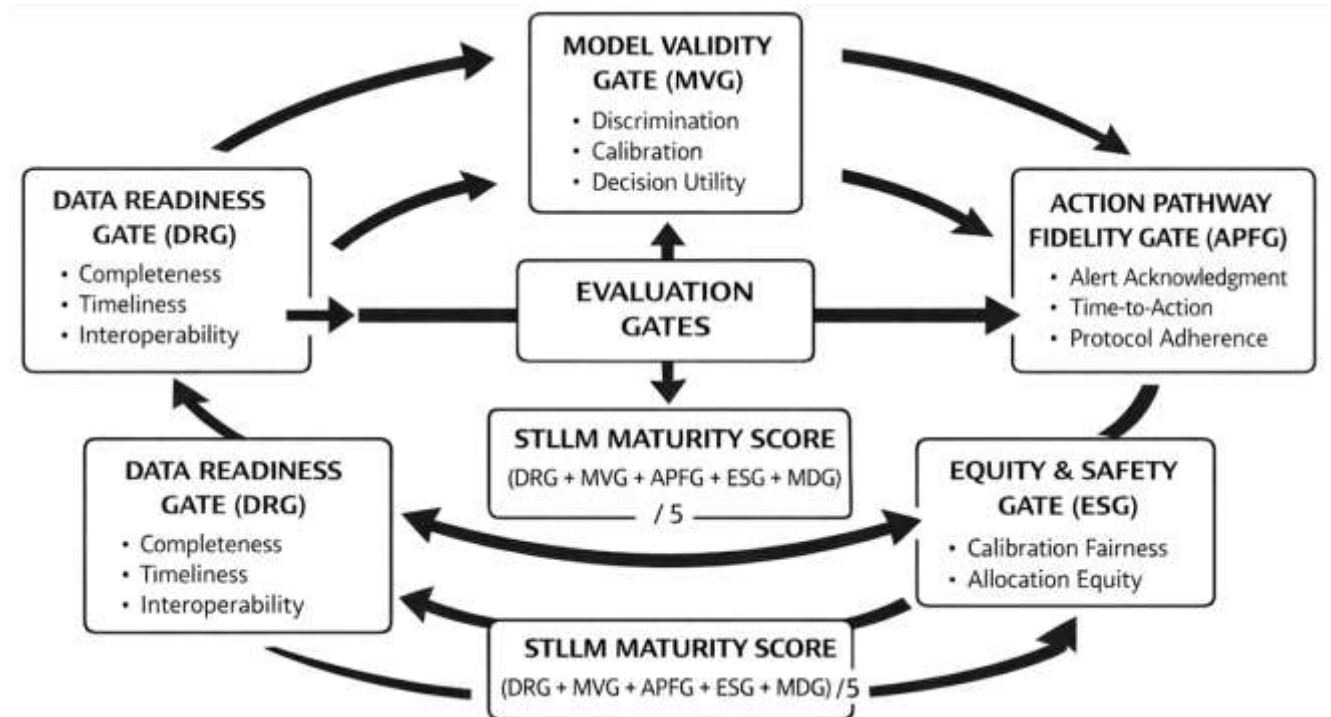 MODEL VALIDITY
GATE (MVG)
• Discrimination
• Calibration
• Decision Utility
DATA READINESS
GATE (DRG)
• Completeness
• Timeliness
• Interoperability
ACTION PATHWAY
FIDELITY GATE (APFG)
• Alert Acknowledgment
• Time-to-Action
• Protocol Adherence
EVALUATION
GATES
STLLM MATURITY SCORE
(DRG + MVG + APFG + ESG + MDG)
/ 5
DATA READINESS
GATE (DRG)
• Completeness
• Timeliness
• Interoperability
EQUITY & SAFETY
GATE (ESG)
• Calibration Fairness
• Allocation Equity
STLLM MATURITY SCORE
(DRG + MVG + APFG + ESG + MDG) / 5